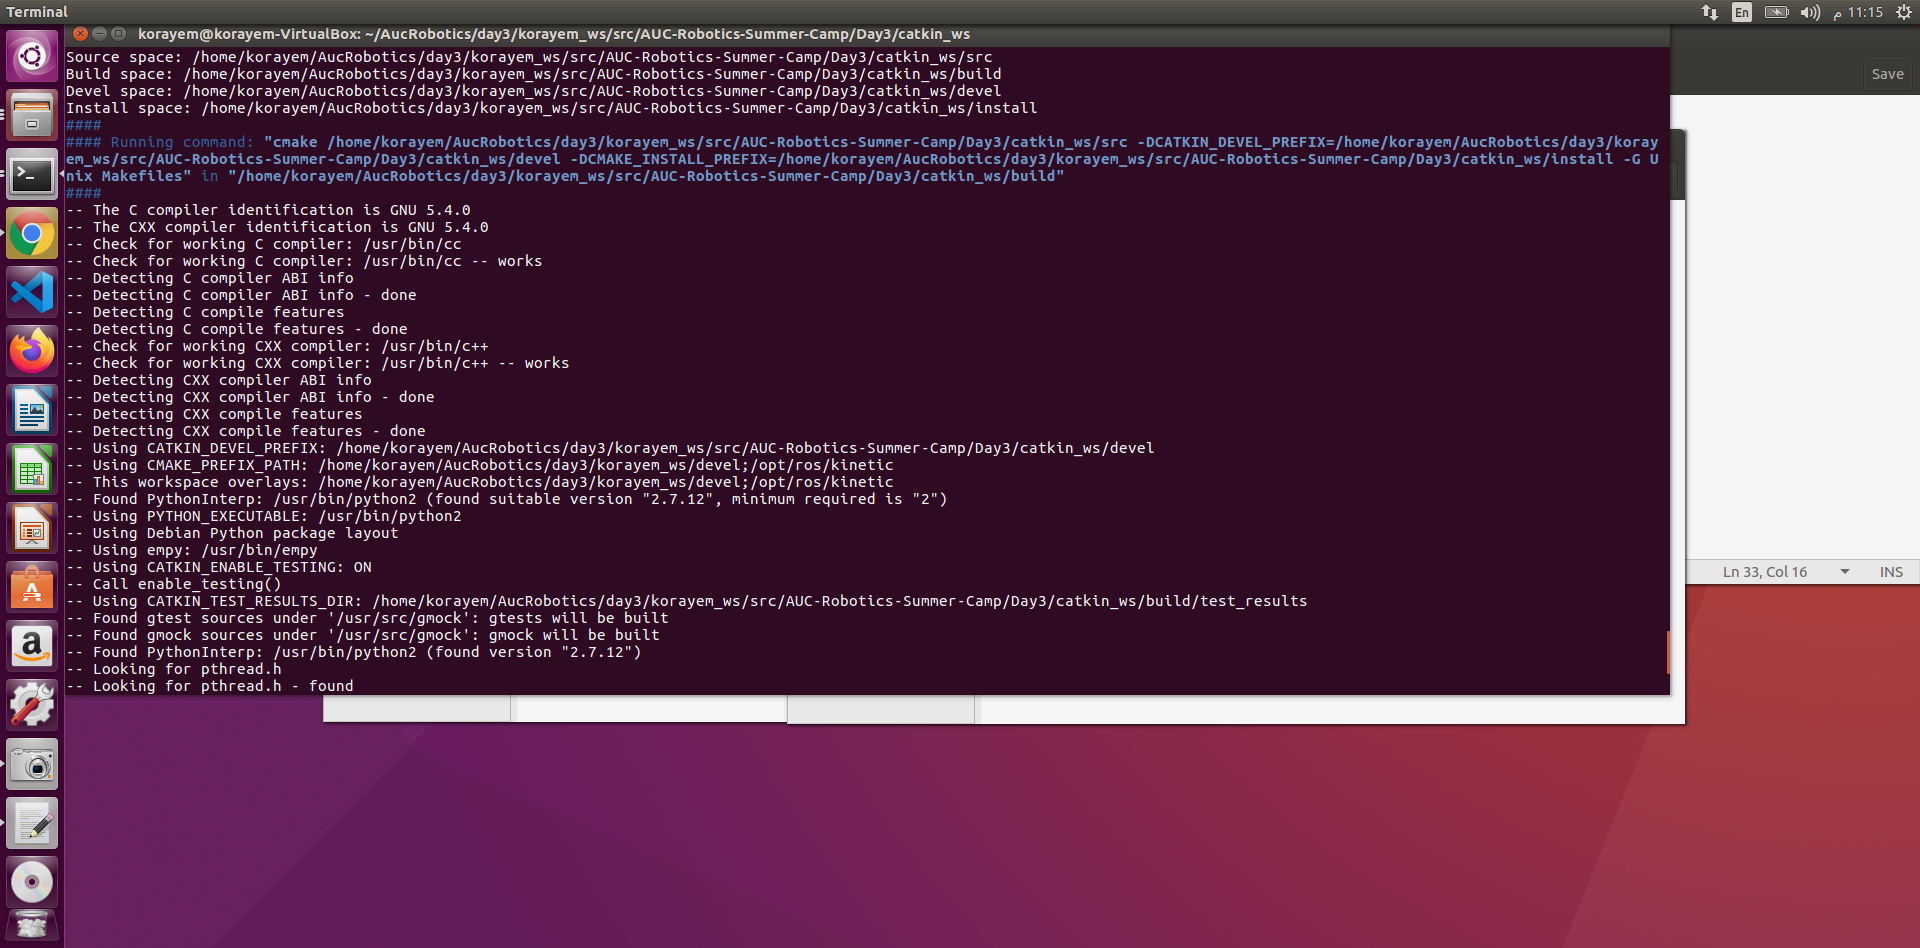 Terminal
En
م 11:15
korayem@korayem-VirtualBox: ~/AucRobotics/day3/korayem_ws/src/AUC-Robotics-Summer-Camp/Day3/catkin_ws
Save
Source space: /home/korayem/AucRobotics/day3/korayem_ws/src/AUC-Robotics-Summer-Camp/Day3/catkin_ws/src
Build space: /home/korayem/AucRobotics/day3/korayem_ws/src/AUC-Robotics-Summer-Camp/Day3/catkin_ws/build
Devel space: /home/korayem/AucRobotics/day3/korayem_ws/src/AUC-Robotics-Summer-Camp/Day3/catkin_ws/devel
Install space: /home/korayem/AucRobotics/day3/korayem_ws/src/AUC-Robotics-Summer-Camp/Day3/catkin_ws/install
####
#### Running command: "cmake /home/korayem/AucRobotics/day3/korayem_ws/src/AUC-Robotics-Summer-Camp/Day3/catkin_ws/src -DCATKIN_DEVEL_PREFIX=/home/korayem/AucRobotics/day3/koray
em_ws/src/AUC-Robotics-Summer-Camp/Day3/catkin_ws/devel -DCMAKE_INSTALL_PREFIX=/home/korayem/AucRobotics/day3/korayem_ws/src/AUC-Robotics-Summer-Camp/Day3/catkin_ws/install -G U
nix Makefiles" in "/home/korayem/AucRobotics/day3/korayem_ws/src/AUC-Robotics-Summer-Camp/Day3/catkin_ws/build"
####
-- The C compiler identification is GNU 5.4.0
-- The CXX compiler identification is GNU 5.4.0
-- Check for working C compiler: /usr/bin/cc
-- Check for working C compiler: /usr/bin/cc -- works
-- Detecting C compiler ABI info
-- Detecting C compiler ABI info - done
-- Detecting C compile features
-- Detecting C compile features - done
-- Check for working CXX compiler: /usr/bin/c++
-- Check for working CXX compiler: /usr/bin/c++ -- works
-- Detecting CXX compiler ABI info
-- Detecting CXX compiler ABI info - done
-- Detecting CXX compile features
-- Detecting CXX compile features - done
-- Using CATKIN_DEVEL_PREFIX: /home/korayem/AucRobotics/day3/korayem_ws/src/AUC-Robotics-Summer-Camp/Day3/catkin_ws/devel
-- Using CMAKE_PREFIX_PATH: /home/korayem/AucRobotics/day3/korayem_ws/devel;/opt/ros/kinetic
-- This workspace overlays: /home/korayem/AucRobotics/day3/korayem_ws/devel;/opt/ros/kinetic
-- Found PythonInterp: /usr/bin/python2 (found suitable version "2.7.12", minimum required is "2")
-- Using PYTHON_EXECUTABLE: /usr/bin/python2
-- Using Debian Python package layout
-- Using empy: /usr/bin/empy
-- Using CATKIN_ENABLE_TESTING: ON
-- Call enable_testing()
-- Using CATKIN_TEST_RESULTS_DIR: /home/korayem/AucRobotics/day3/korayem_ws/src/AUC-Robotics-Summer-Camp/Day3/catkin_ws/build/test_results
-- Found gtest sources under '/usr/src/gmock': gtests will be built
-- Found gmock sources under '/usr/src/gmock': gmock will be built
-- Found PythonInterp: /usr/bin/python2 (found version "2.7.12")
-- Looking for pthread.h
-- Looking for pthread.h - found
Ln 33, Col 16
INS